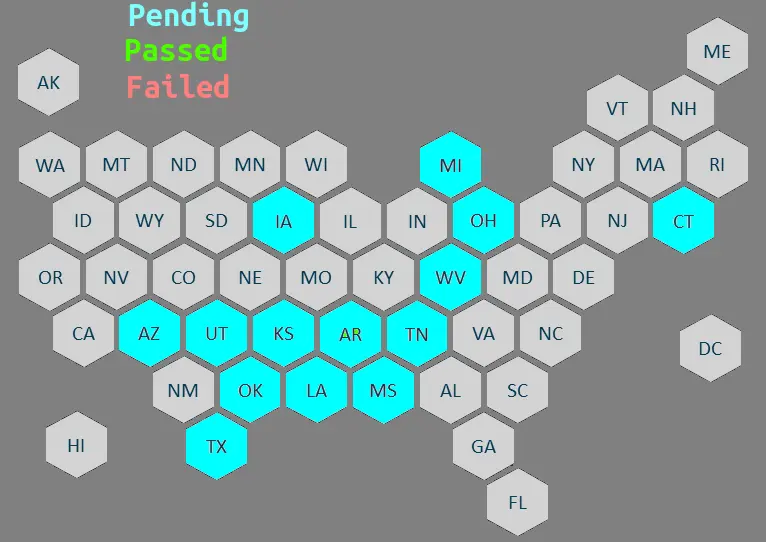 Pending
Passed
Failed
ME
AK
VT NH
WA MT ND MN WI MI NY MA RI
ID WY SD IA IL IN OH PA NJ CT
OR NV CO NE MO KY WV MD DE
CA AZ UT KS AR TN VA NC DC
NM OK LA MS AL SC
HI TX GA
FL